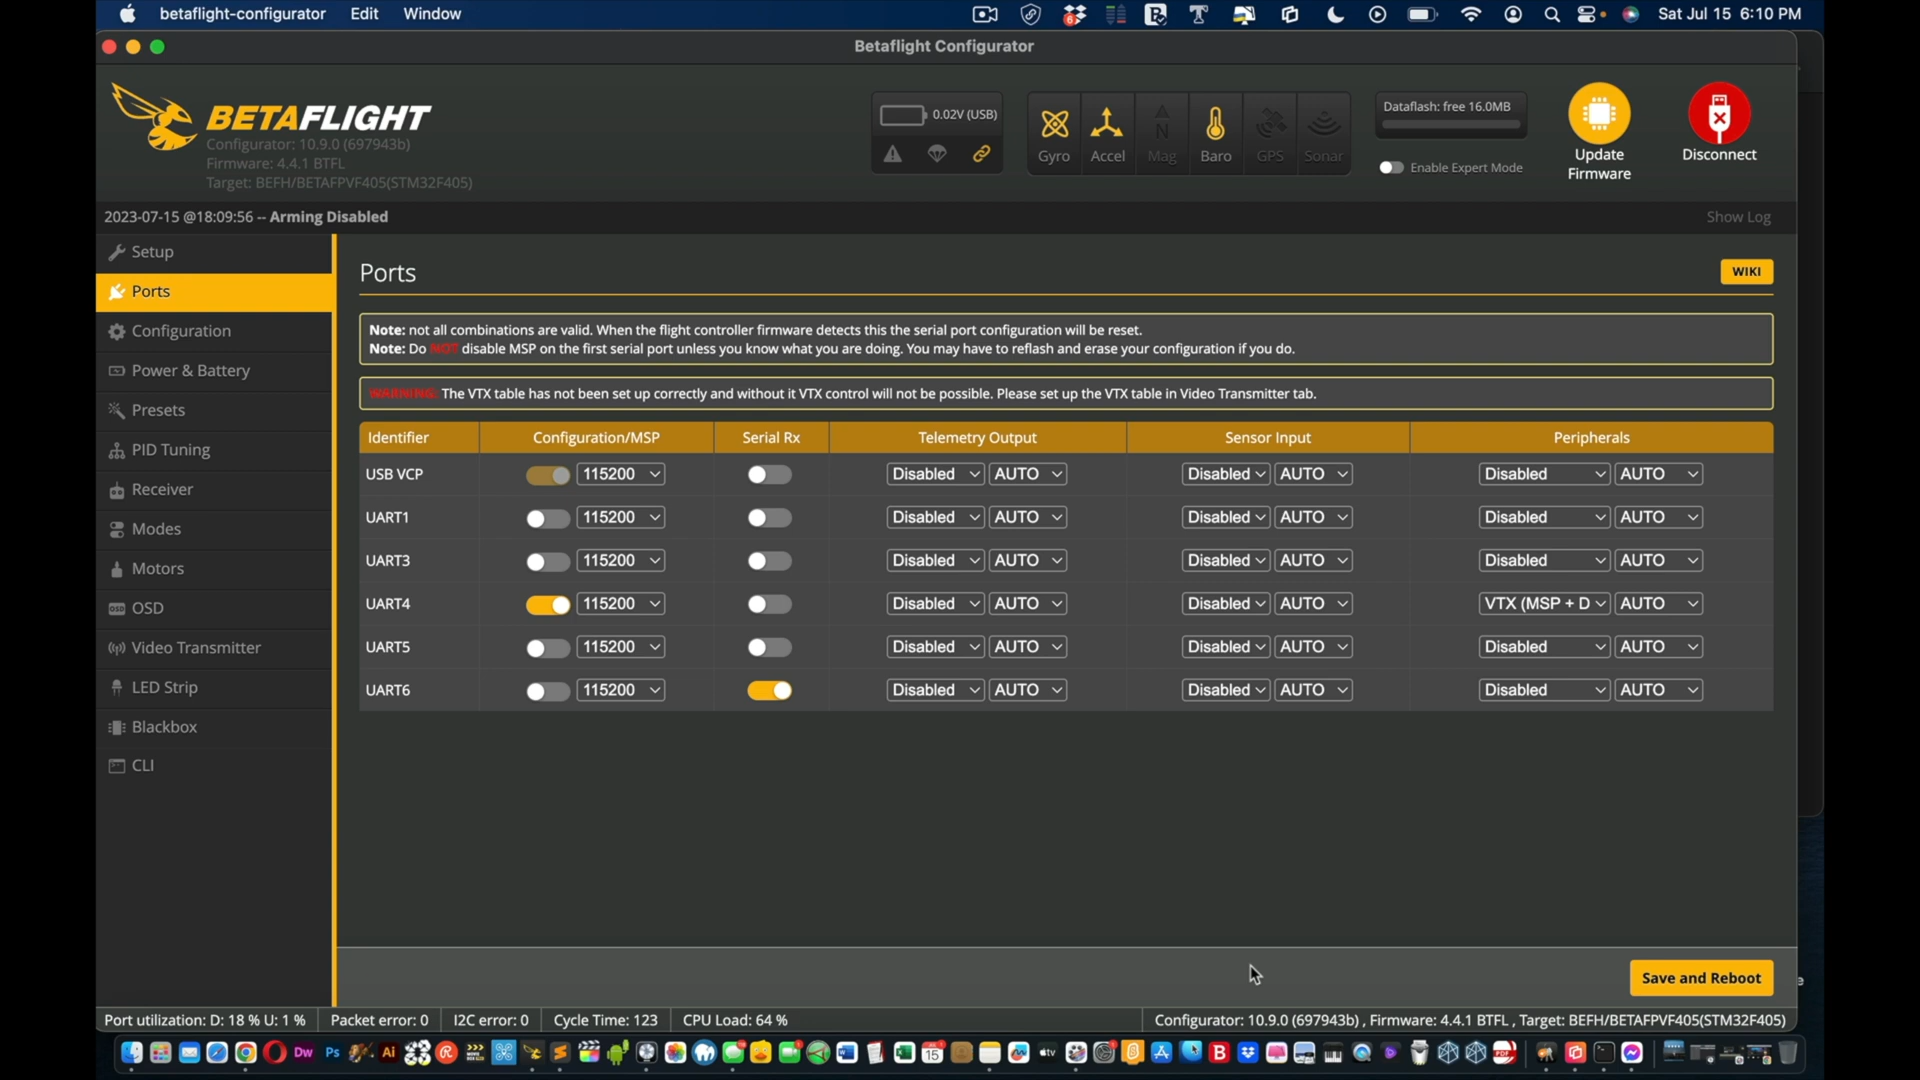 betaflight-configurator Edit Window
Sat Jul 15 6:10 PM
Betaflight Configurator
BETAFLIGHT
Configurator: 10.9.0 (697943b)
Firmware: 4.4.1 BTFL
Target: BEFH/BETAFPVF405(STM32F405)
0.02V (USB)
Gyro Accel Mag Baro GPS Sonar
Dataflash: free 16.0MB
Enable Expert Mode
Update
Firmware
Disconnect
2023-07-15 @18:09:56 -- Arming Disabled
Show Log
Setup
Ports
Configuration
Power & Battery
Presets
PID Tuning
Receiver
Modes
Motors
OSD
Video Transmitter
LED Strip
Blackbox
CLI
Ports
WIKI
Note: not all combinations are valid. When the flight controller firmware detects this the serial port configuration will be reset.
Note: Do NOT disable MSP on the first serial port unless you know what you are doing. You may have to reflash and erase your configuration if you do.
WARNING: The VTX table has not been set up correctly and without it VTX control will not be possible. Please set up the VTX table in Video Transmitter tab.
Identifier Configuration/MSP Serial Rx Telemetry Output Sensor Input Peripherals
USB VCP 115200 Disabled AUTO Disabled AUTO Disabled AUTO
UART1 115200 Disabled AUTO Disabled AUTO Disabled AUTO
UART3 115200 Disabled AUTO Disabled AUTO Disabled AUTO
UART4 115200 Disabled AUTO Disabled AUTO VTX (MSP + D AUTO
UART5 115200 Disabled AUTO Disabled AUTO Disabled AUTO
UART6 115200 Disabled AUTO Disabled AUTO Disabled AUTO
Save and Reboot
Port utilization: D: 18 % U: 1 % Packet error: 0 I2C error: 0 Cycle Time: 123 CPU Load: 64 %
Configurator: 10.9.0 (697943b) , Firmware: 4.4.1 BTFL , Target: BEFH/BETAFPVF405(STM32F405)
Dw Ps Ai